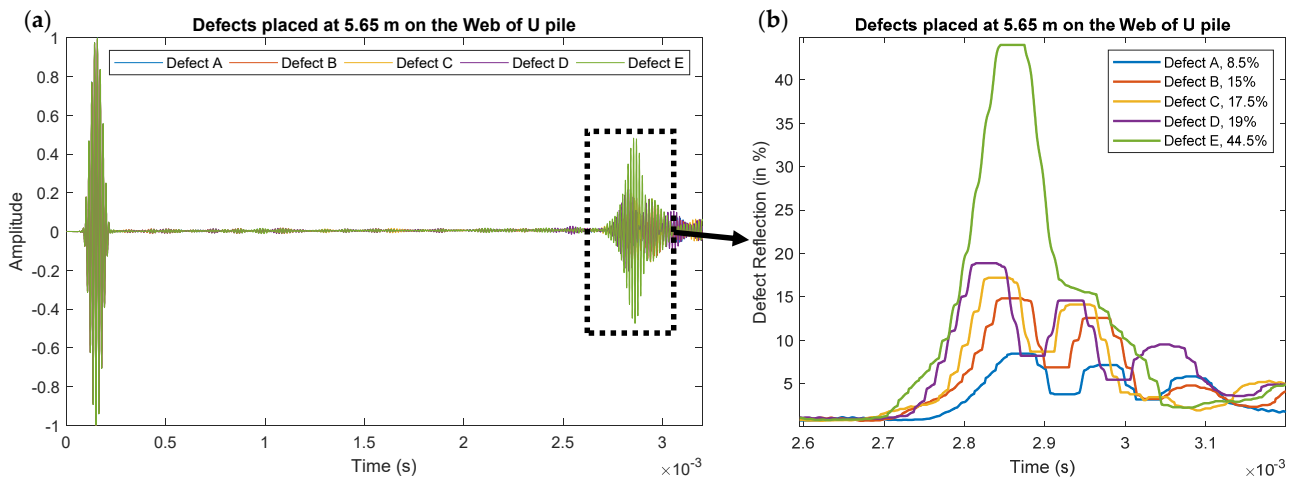 (a)
Defects placed at 5.65 m on the Web of U pile
Defect A Defect B Defect C Defect D Defect E
1
0.8
0.6
0.4
0.2
0
-0.2
-0.4
-0.6
-0.8
-1
Amplitude
0 0.5 1 1.5 2 2.5 3
Time (s)
×10⁻³
(b)
Defects placed at 5.65 m on the Web of U pile
Defect A, 8.5%
Defect B, 15%
Defect C, 17.5%
Defect D, 19%
Defect E, 44.5%
40
35
30
25
20
15
10
5
Defect Reflection (in %)
2.6 2.7 2.8 2.9 3 3.1
Time (s)
×10⁻³